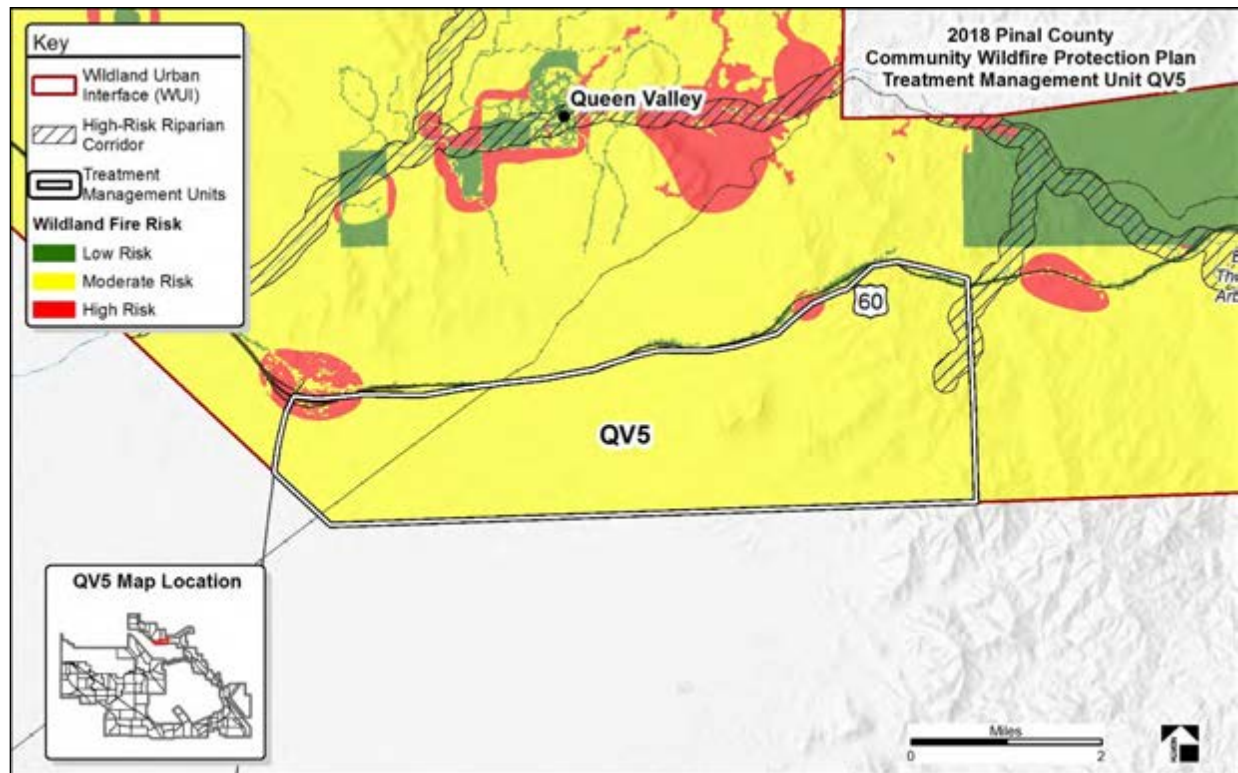 Key
Wildland Urban
Interface (WUI)
High-Risk Riparian
Corridor
Treatment
Management Units
Wildland Fire Risk
Low Risk
Moderate Risk
High Risk
2018 Pinal County
Community Wildfire Protection Plan
Treatment Management Unit QV5
Queen Valley
60
QV5
QV5 Map Location
Miles
0
2